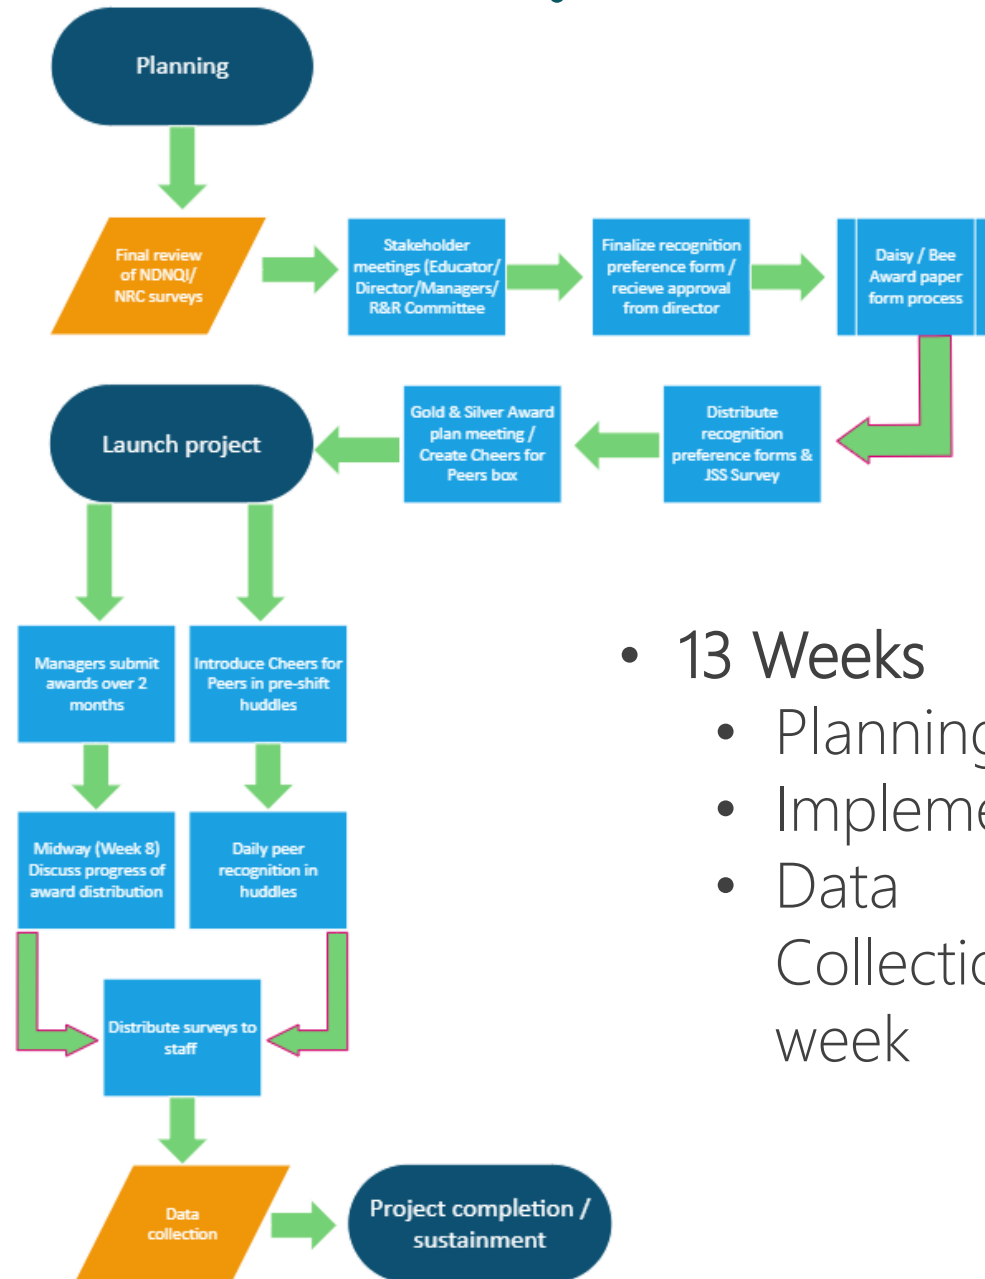 Planning
Final review
of NDNQI/
NRC surveys
Stakeholder
meetings (Educator/
Director/Managers/
R&R Committee
Finalize recognition
preference form /
recieve approval
from director
Daisy / Bee
Award paper
form process
Launch project
Gold & Silver Award
plan meeting /
Create Cheers for
Peers box
Distribute
recognition
preference forms &
JSS Survey
Managers submit
awards over 2
months
Introduce Cheers for
Peers in pre-shift
huddles
Midway (Week 8)
Discuss progress of
award distribution
Daily peer
recognition in
huddles
Distribute surveys to
staff
Data
collection
Project completion /
sustainment
• 13 Weeks
• Planning
• Impleme
• Data
Collectio
week